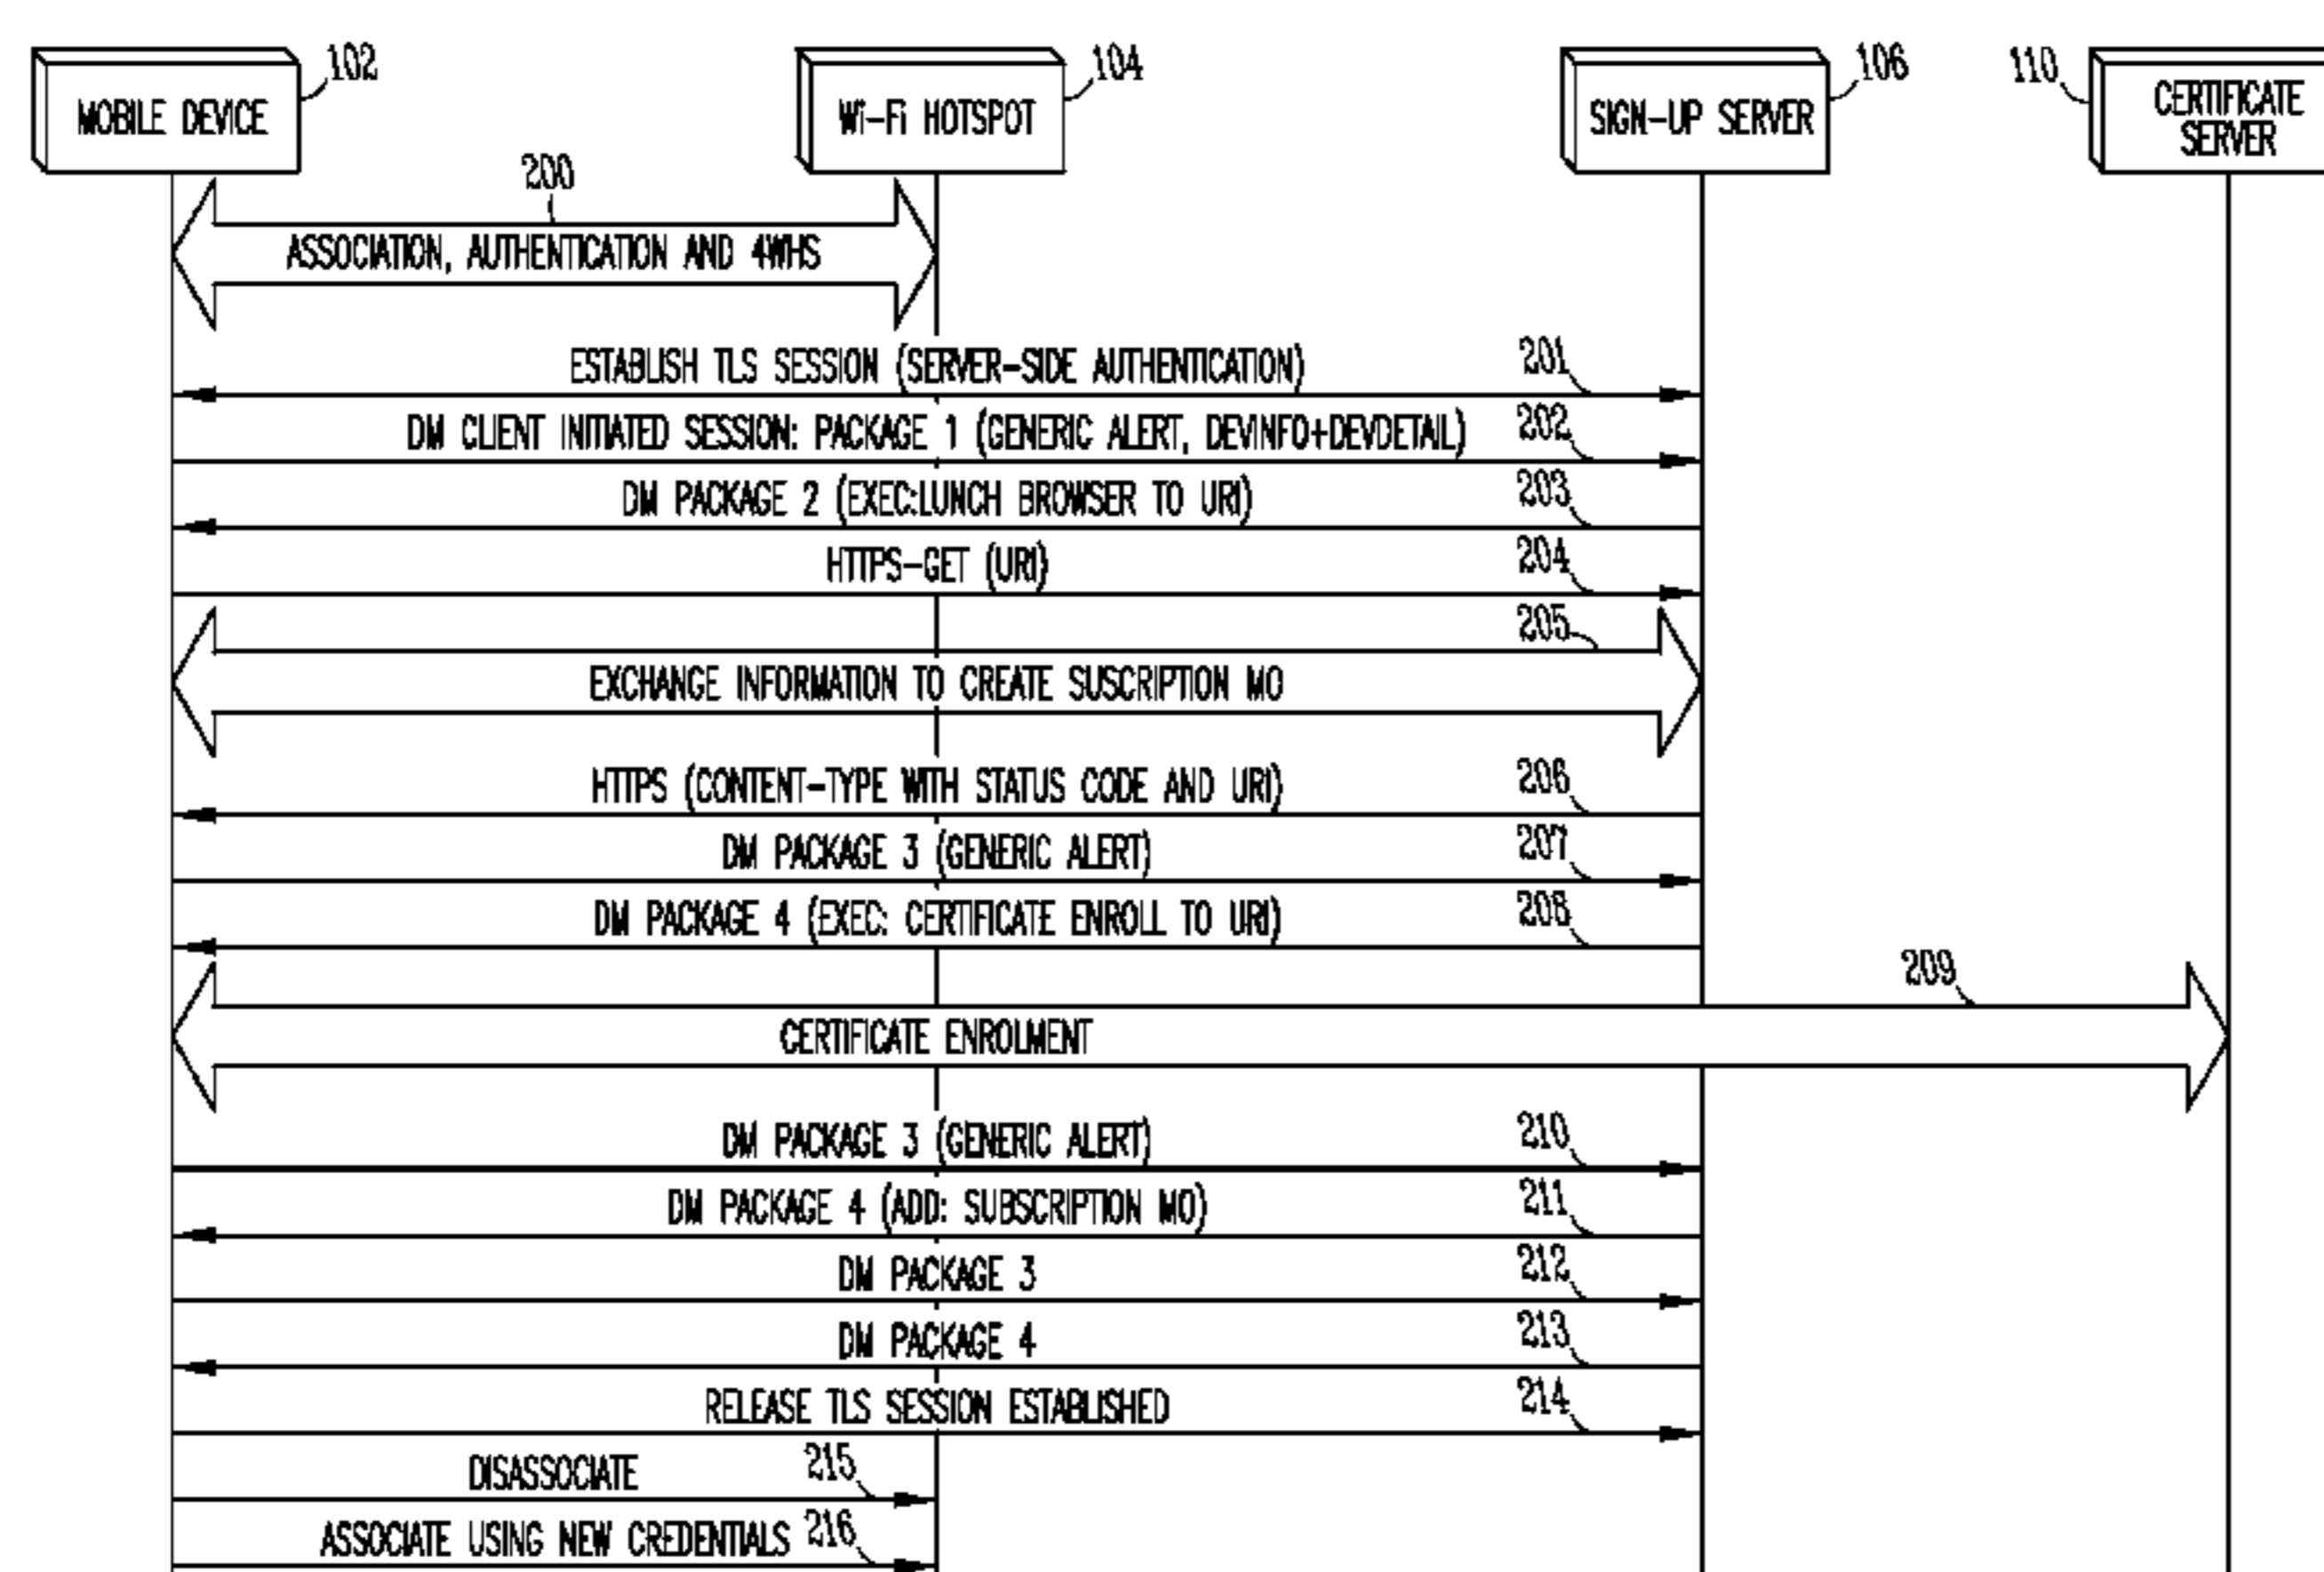 102
104
106
110
MOBILE DEVICE
Wi-Fi HOTSPOT
SIGN-UP SERVER
CERTIFICATE
SERVER
200
ASSOCIATION, AUTHENTICATION AND 4WHS
ESTABLISH TLS SESSION (SERVER-SIDE AUTHENTICATION) 201
DM CLIENT INITIATED SESSION: PACKAGE 1 (GENERIC ALERT, DEVINFO+DEVDETAIL) 202
DM PACKAGE 2 (EXEC:LUNCH BROWSER TO URI) 203
HTTPS-GET (URI) 204
205
EXCHANGE INFORMATION TO CREATE SUSCRIPTION MO
HTTPS (CONTENT-TYPE WITH STATUS CODE AND URI) 206
DM PACKAGE 3 (GENERIC ALERT) 207
DM PACKAGE 4 (EXEC: CERTIFICATE ENROLL TO URI) 208
209
CERTIFICATE ENROLMENT
DM PACKAGE 3 (GENERIC ALERT) 210
DM PACKAGE 4 (ADD: SUBSCRIPTION MO) 211
DM PACKAGE 3 212
DM PACKAGE 4 213
RELEASE TLS SESSION ESTABLISHED 214
DISASSOCIATE 215
ASSOCIATE USING NEW CREDENTIALS 216